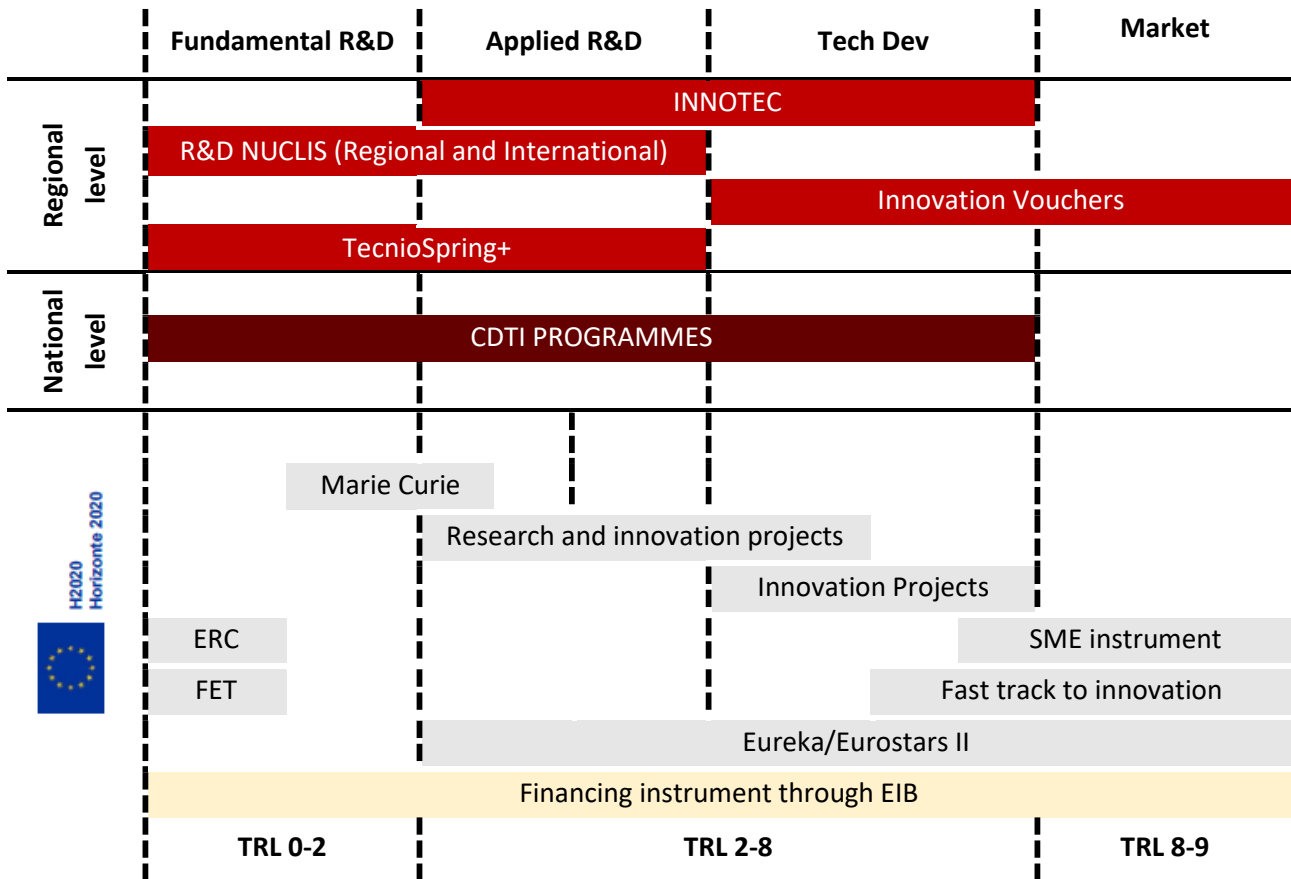 Fundamental R&D
Applied R&D
Tech Dev
Market
Regional
level
INNOTEC
R&D NUCLIS (Regional and International)
Innovation Vouchers
TecnioSpring+
National
level
CDTI PROGRAMMES
H2020
Horizonte 2020
Marie Curie
Research and innovation projects
Innovation Projects
ERC
SME instrument
FET
Fast track to innovation
Eureka/Eurostars II
Financing instrument through EIB
TRL 0-2
TRL 2-8
TRL 8-9